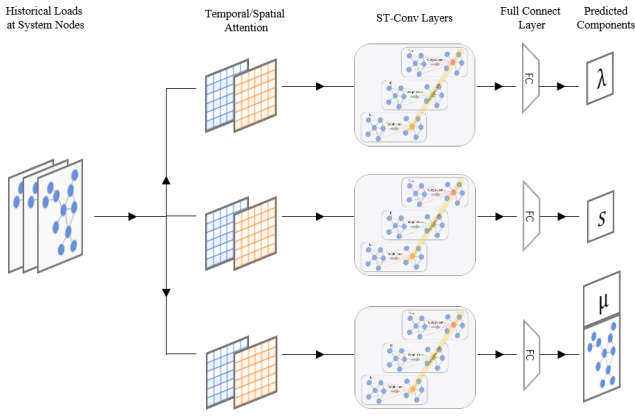 Historical Loads
at System Nodes
Temporal/Spatial
Attention
ST-Conv Layers
Full Connect
Layer
Predicted
Components
FC
λ
FC
s
FC
μ